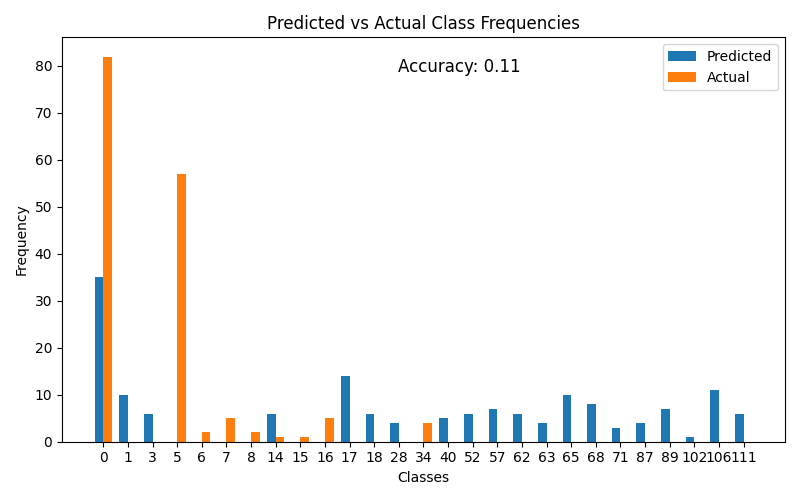 Predicted vs Actual Class Frequencies
Accuracy: 0.11
Predicted
Actual
Frequency
80
70
60
50
40
30
20
10
0
0 1 3 5 6 7 8 14 15 16 17 18 28 34 40 52 57 62 63 65 68 71 87 89 102 106 111
Classes